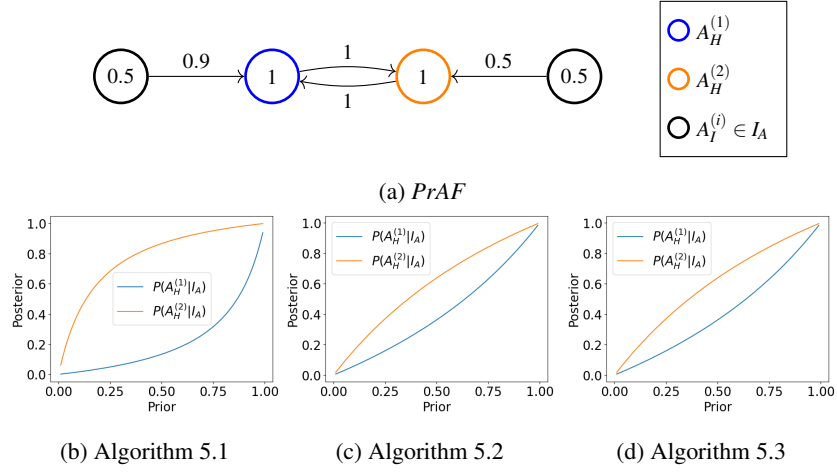 0.5
0.9
1
1
1
1
0.5
0.5
A_H^{(1)}
A_H^{(2)}
A_I^{(i)} ∈ I_A
(a) PrAF
1.0
0.8
0.6
0.4
0.2
0.0
Posterior
P(A_H^{(1)}|I_A)
P(A_H^{(2)}|I_A)
0.00 0.25 0.50 0.75 1.00
Prior
(b) Algorithm 5.1
1.0
0.8
0.6
0.4
0.2
0.0
Posterior
P(A_H^{(1)}|I_A)
P(A_H^{(2)}|I_A)
0.00 0.25 0.50 0.75 1.00
Prior
(c) Algorithm 5.2
1.0
0.8
0.6
0.4
0.2
0.0
Posterior
P(A_H^{(1)}|I_A)
P(A_H^{(2)}|I_A)
0.00 0.25 0.50 0.75 1.00
Prior
(d) Algorithm 5.3